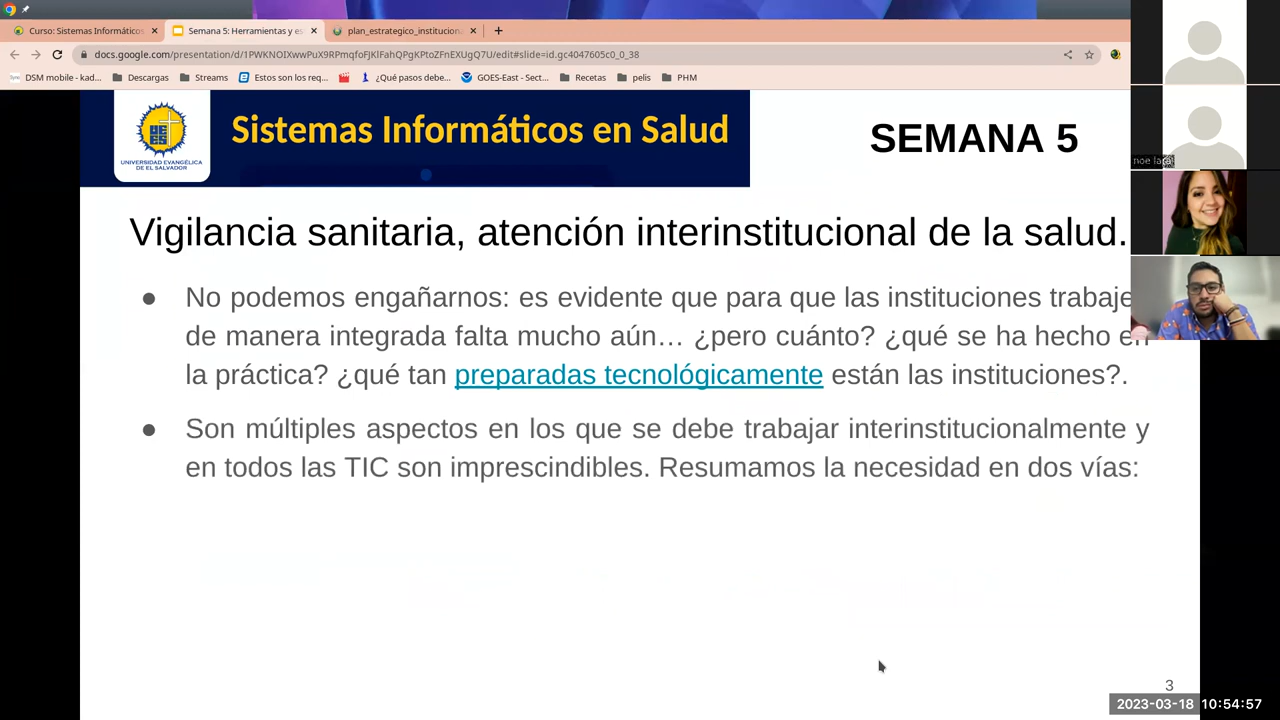 Curso: Sistemas Informáticos
Semana 5: Herramientas y es
plan_estrategico_instituciona
docs.google.com/presentation/d/1PWKNOIXwwPuX9RPmqfoFJKlFahQPgKPtoZFnEXUgQ7U/edit#slide=id.gc4047605c0_0_38
DSM mobile - kad... Descargas Streams Estos son los req... ¿Qué pasos debe... GOES-East - Sect... Recetas pelis PHM
UNIVERSIDAD EVANGÉLICA
DE EL SALVADOR
Sistemas Informáticos en Salud
SEMANA 5
Vigilancia sanitaria, atención interinstitucional de la salud.
● No podemos engañarnos: es evidente que para que las instituciones trabaje
de manera integrada falta mucho aún… ¿pero cuánto? ¿qué se ha hecho en
la práctica? ¿qué tan preparadas tecnológicamente están las instituciones?.
● Son múltiples aspectos en los que se debe trabajar interinstitucionalmente y
en todos las TIC son imprescindibles. Resumamos la necesidad en dos vías:
noe
3
2023-03-18 10:54:57